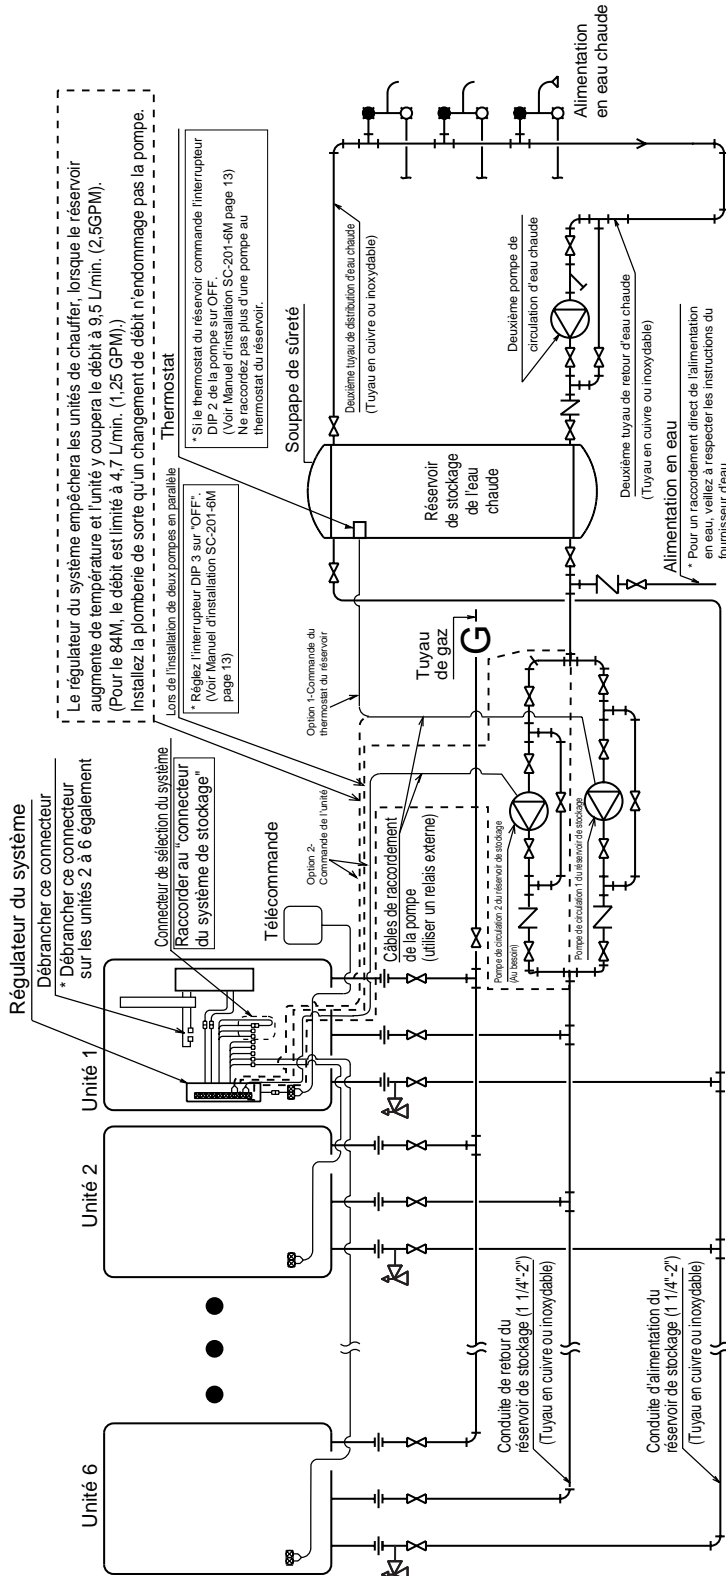 Le régulateur du système empêchera les unités de chauffer, lorsque le réservoir
augmente de température et l'unité y coupera le débit à 9,5 L/min. (2,5GPM).
(Pour le 84M, le débit est limité à 4,7 L/min. (1,25 GPM).)
Installez la plomberie de sorte qu'un changement de débit n'endommage pas la pompe.
Lors de l'installation de deux pompes en parallèle
* Réglez l'interrupteur DIP 3 sur "OFF".
(Voir Manuel d'installation SC-201-6M
page 13)
Thermostat
* Si le thermostat du réservoir commande l'interrupteur
DIP 2 de la pompe sur OFF.
(Voir Manuel d'installation SC-201-6M page 13)
Ne raccordez pas plus d'une pompe au
thermostat du réservoir.
Régulateur du système
Débrancher ce connecteur
* Débrancher ce connecteur
sur les unités 2 à 6 également
Connecteur de sélection du système
Raccorder au "connecteur
du système de stockage"
Télécommande
Unité 1
Unité 2
Unité 6
Option 1-Commande du
thermostat du réservoir
Option 2-
Commande de l'unité
Câbles de raccordement
de la pompe
(utiliser un relais externe)
Tuyau
de gaz
G
Soupape de sûreté
Réservoir
de stockage
de l'eau
chaude
Deuxième tuyau de distribution d'eau chaude
(Tuyau en cuivre ou inoxydable)
Alimentation
en eau chaude
Deuxième pompe de
circulation d'eau chaude
Deuxième tuyau de retour d'eau chaude
(Tuyau en cuivre ou inoxydable)
Alimentation en eau
* Pour un raccordement direct de l'alimentation
en eau, veillez à respecter les instructions du
fournisseur d'eau.
Pompe de circulation 2 du réservoir de stockage
(Au besoin)
Pompe de circulation 1 du réservoir de stockage
Conduite de retour du
réservoir de stockage (1 1/4"-2")
(Tuyau en cuivre ou inoxydable)
Conduite d'alimentation du
réservoir de stockage (1 1/4"-2")
(Tuyau en cuivre ou inoxydable)